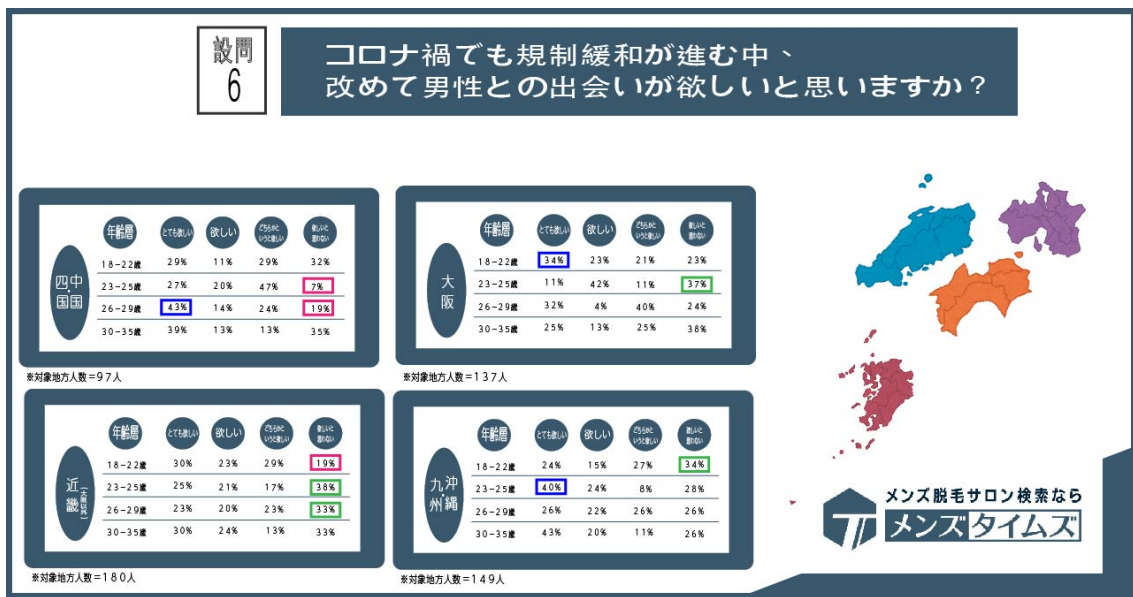 設問
6
コロナ禍でも規制緩和が進む中、
改めて男性との出会いが欲しいと思いますか？
中国・四国
年齢層 とても欲しい 欲しい どちらかというと欲しい 欲しいと思わない
18-22歳 29% 11% 29% 32%
23-25歳 27% 20% 47% 7%
26-29歳 43% 14% 24% 19%
30-35歳 39% 13% 13% 35%
※対象地方人数=97人
大阪
年齢層 とても欲しい 欲しい どちらかというと欲しい 欲しいと思わない
18-22歳 34% 23% 21% 23%
23-25歳 11% 42% 11% 37%
26-29歳 32% 4% 40% 24%
30-35歳 25% 13% 25% 38%
※対象地方人数=137人
近畿(大阪以外)
年齢層 とても欲しい 欲しい どちらかというと欲しい 欲しいと思わない
18-22歳 30% 23% 29% 19%
23-25歳 25% 21% 17% 38%
26-29歳 23% 20% 23% 33%
30-35歳 30% 24% 13% 33%
※対象地方人数=180人
沖縄・九州
年齢層 とても欲しい 欲しい どちらかというと欲しい 欲しいと思わない
18-22歳 24% 15% 27% 34%
23-25歳 40% 24% 8% 28%
26-29歳 26% 22% 26% 26%
30-35歳 43% 20% 11% 26%
※対象地方人数=149人
メンズ脱毛サロン検索なら
メンズタイムズ